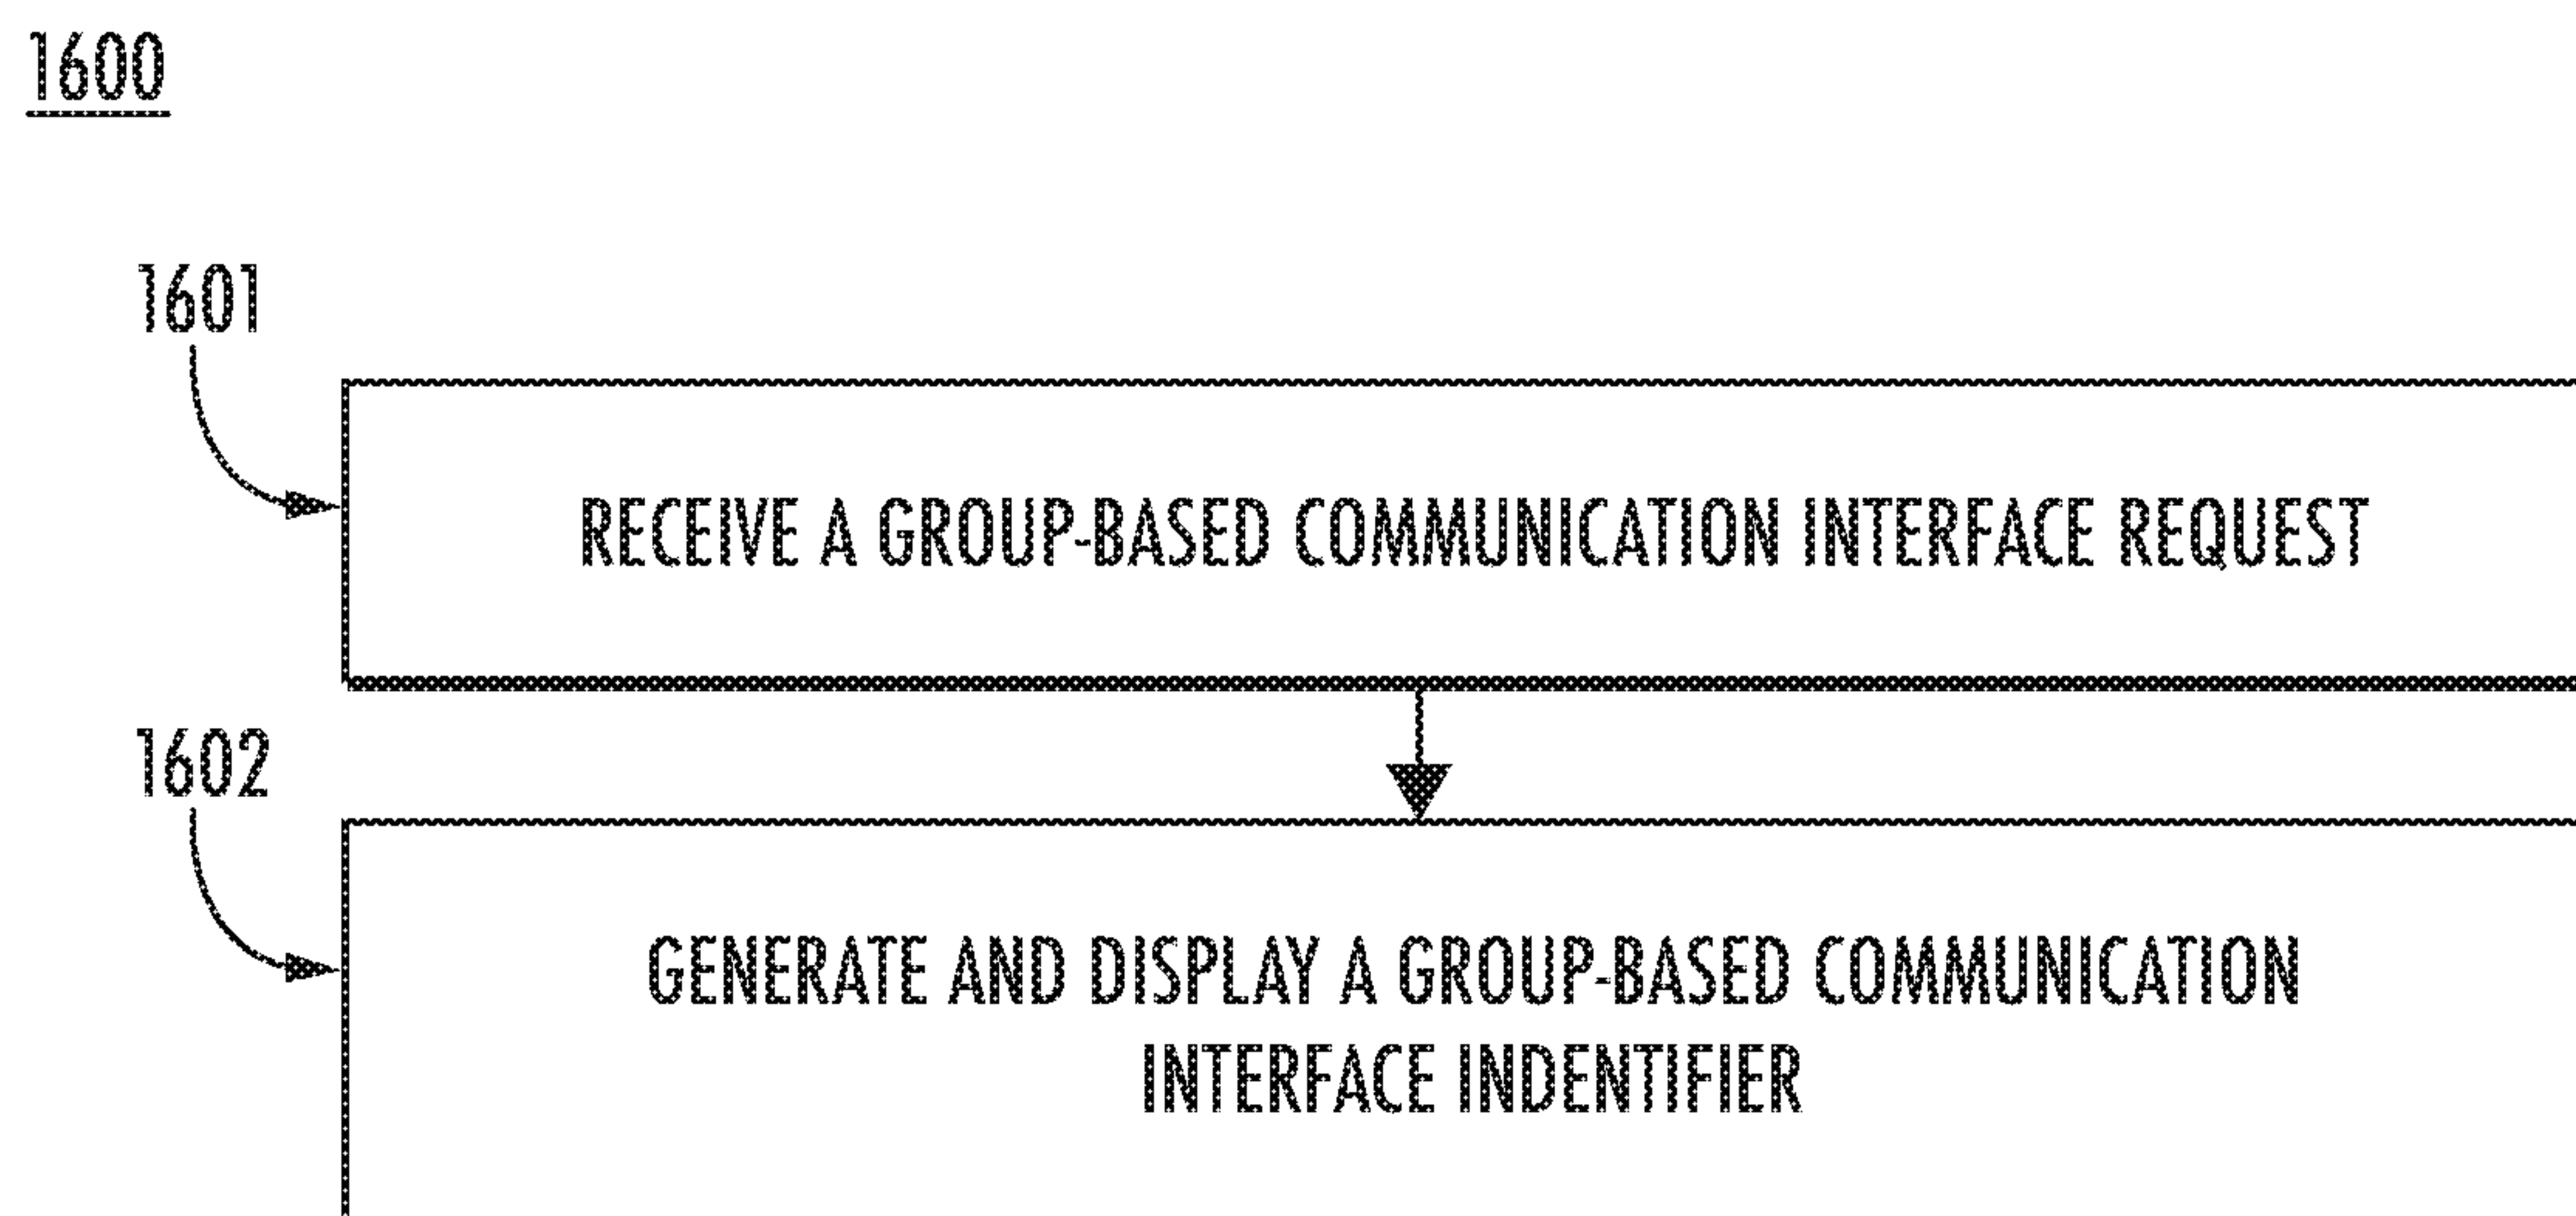 1600
1601
RECEIVE A GROUP-BASED COMMUNICATION INTERFACE REQUEST
1602
GENERATE AND DISPLAY A GROUP-BASED COMMUNICATION
INTERFACE INDENTIFIER